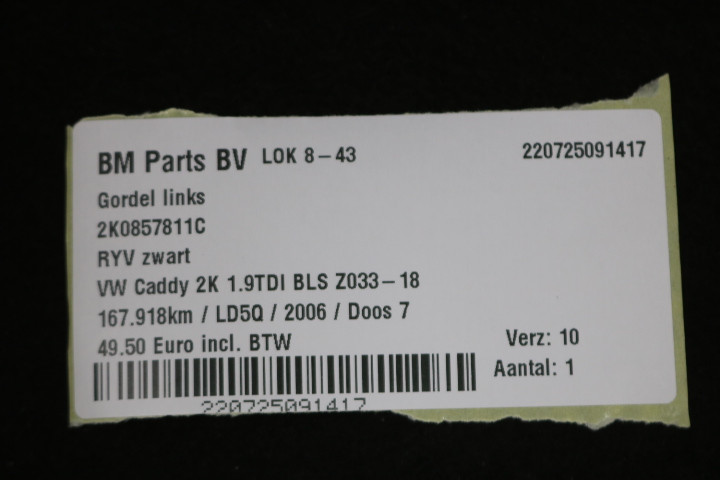 BM Parts BV LOK 8-43 220725091417
Gordel links
2K0857811C
RYV zwart
VW Caddy 2K 1.9TDI BLS Z033-18
167.918km / LD5Q / 2006 / Doos 7
49.50 Euro incl. BTW Verz: 10
Aantal: 1
220725091417